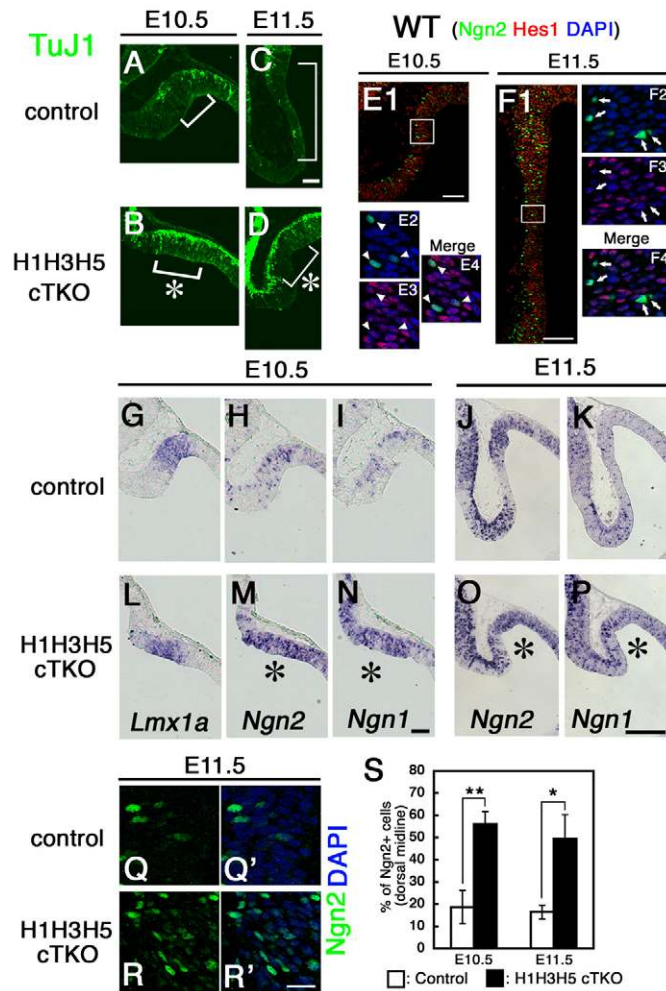 E10.5 E11.5
TuJ1
control
A C
H1H3H5
cTKO
B D
*
*
WT (Ngn2 Hes1 DAPI)
E10.5 E11.5
E1
F1
F2
F3
Merge
F4
E2
Merge
E3
E4
E10.5 E11.5
control
G H I J K
H1H3H5
cTKO
L M N O P
* * * *
Lmx1a Ngn2 Ngn1 Ngn2 Ngn1
E11.5
control
Q Q'
H1H3H5
cTKO
R R'
Ngn2 DAPI
S
% of Ngn2+ cells
(dorsal midline)
80
70
60
50
40
30
20
10
0
** *
E10.5 E11.5
: Control : H1H3H5 cTKO